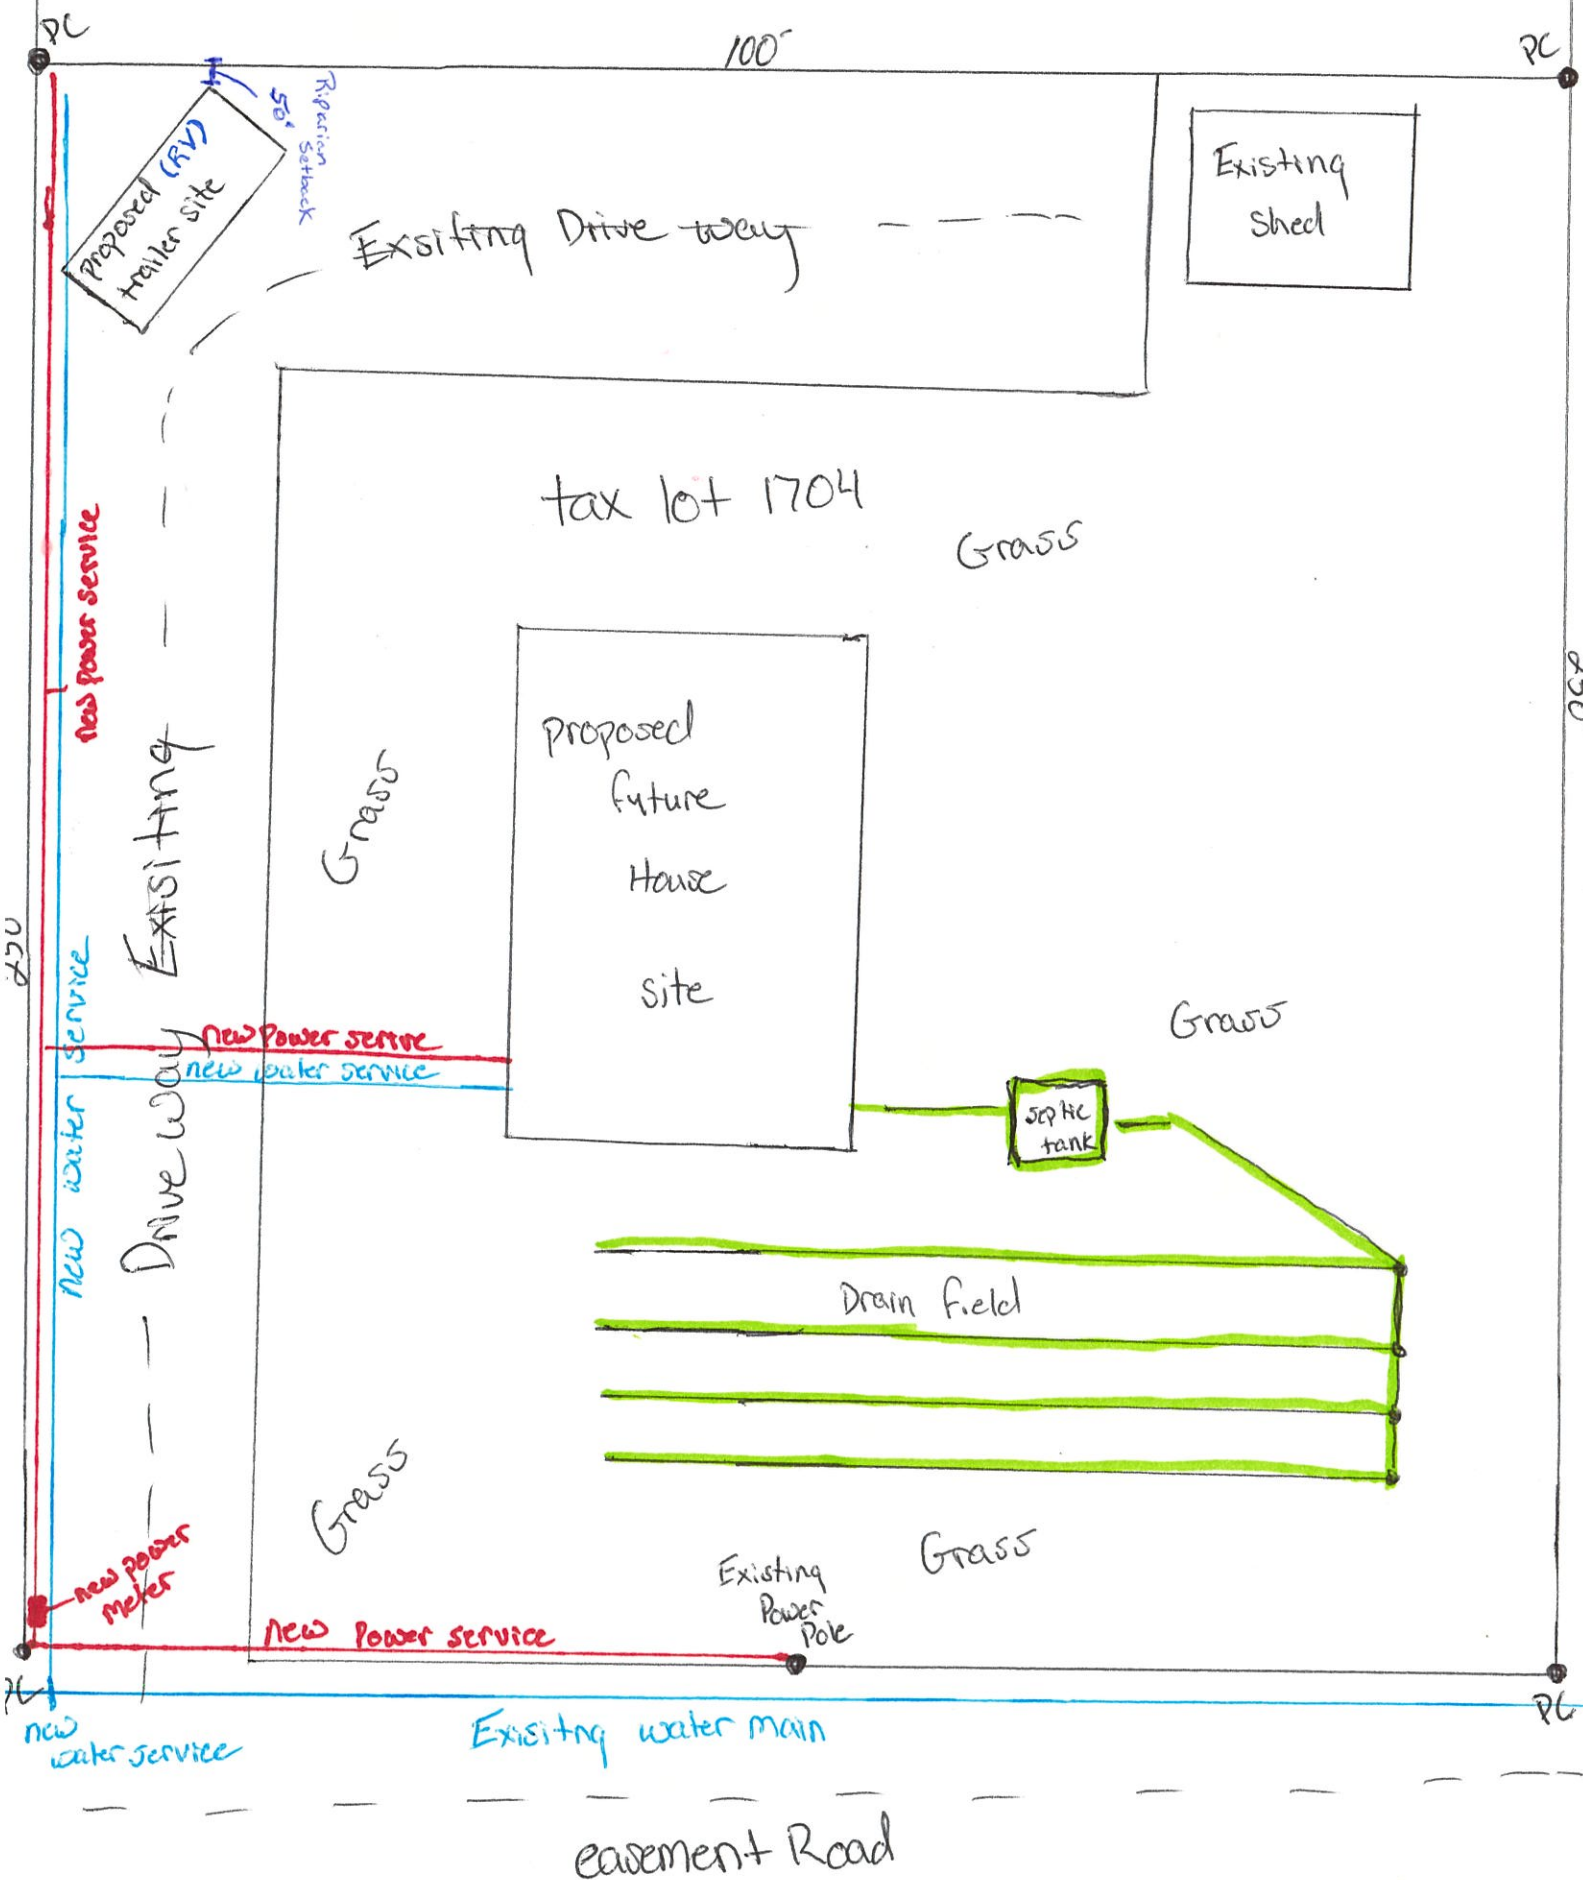 PC
100'
PC
Riparian
50' Setback
proposed (RV)
trailer site
Existing
Shed
Exsiting Drive way
tax lot 1704
Grass
new power service
proposed
future
House
site
Grass
Exisiting
Drive way
250
new water service
new Power serive
new water service
Grass
septic
tank
Drain field
Grass
Grass
Existing
Power
Pole
new power
meter
new Power service
PC
PC
new
water service
Exisitng water main
easement Road